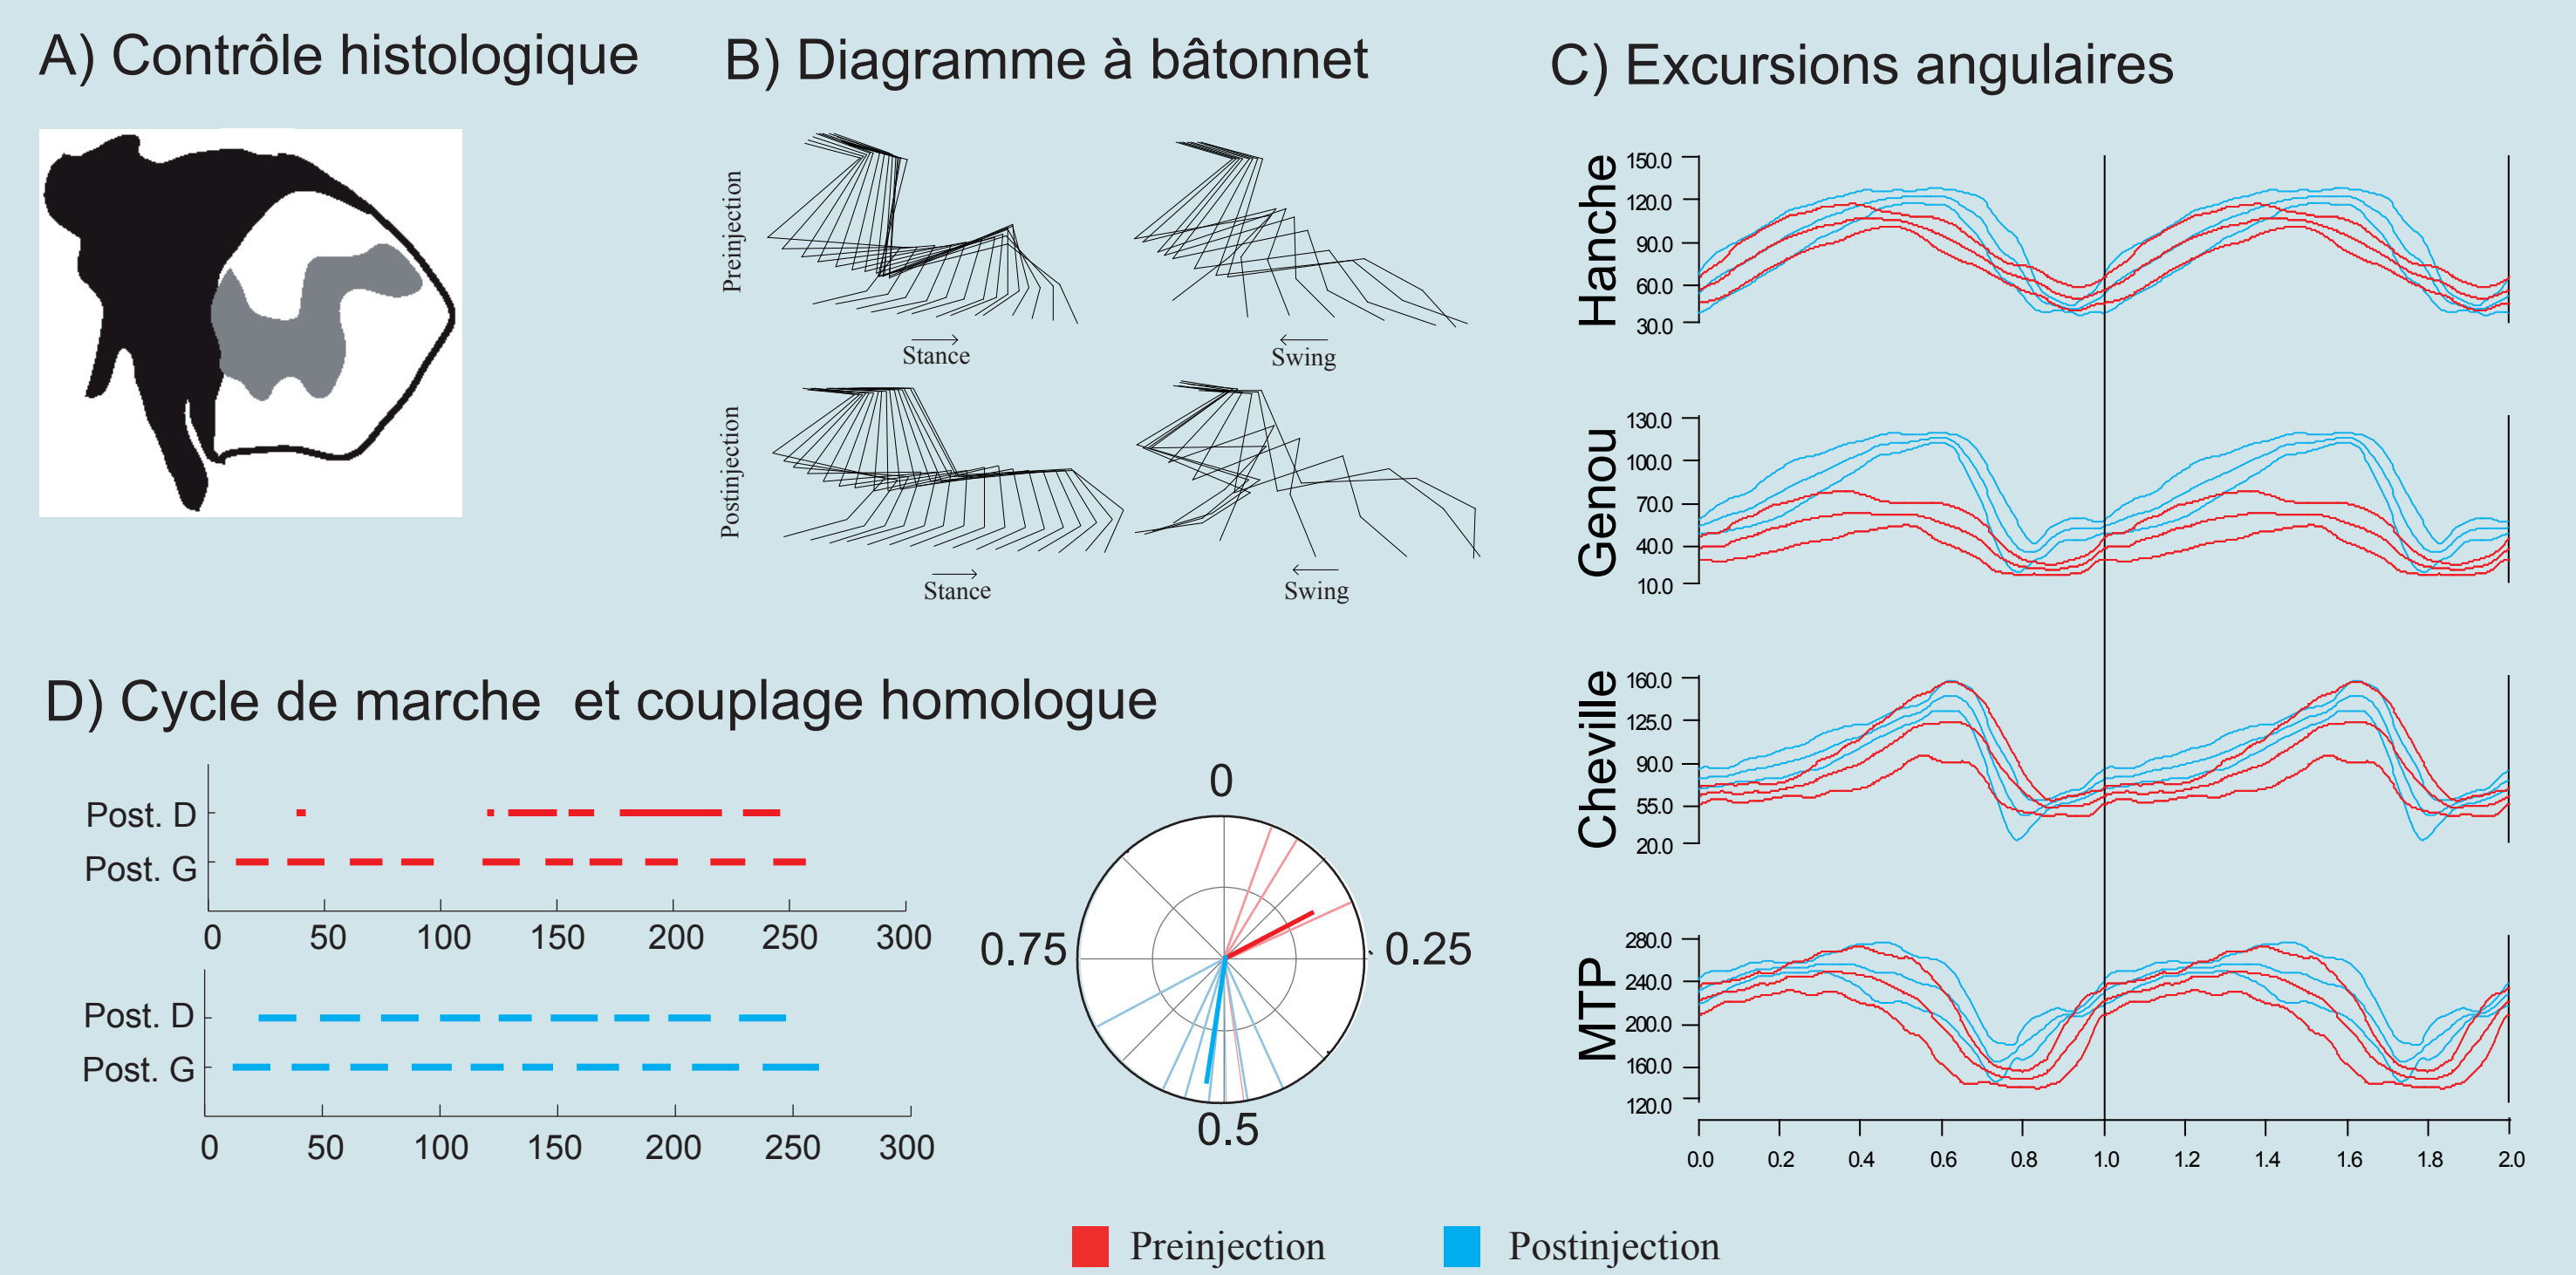 A) Contrôle histologique
B) Diagramme à bâtonnet
Preinjection
Stance
Swing
Postinjection
Stance
Swing
C) Excursions angulaires
Hanche
150.0
120.0
90.0
60.0
30.0
Genou
130.0
100.0
70.0
40.0
10.0
Cheville
160.0
125.0
90.0
55.0
20.0
MTP
280.0
240.0
200.0
160.0
120.0
0.0 0.2 0.4 0.6 0.8 1.0 1.2 1.4 1.6 1.8 2.0
D) Cycle de marche et couplage homologue
Post. D
Post. G
0 50 100 150 200 250 300
Post. D
Post. G
0 50 100 150 200 250 300
0
0.75
0.25
0.5
Preinjection
Postinjection